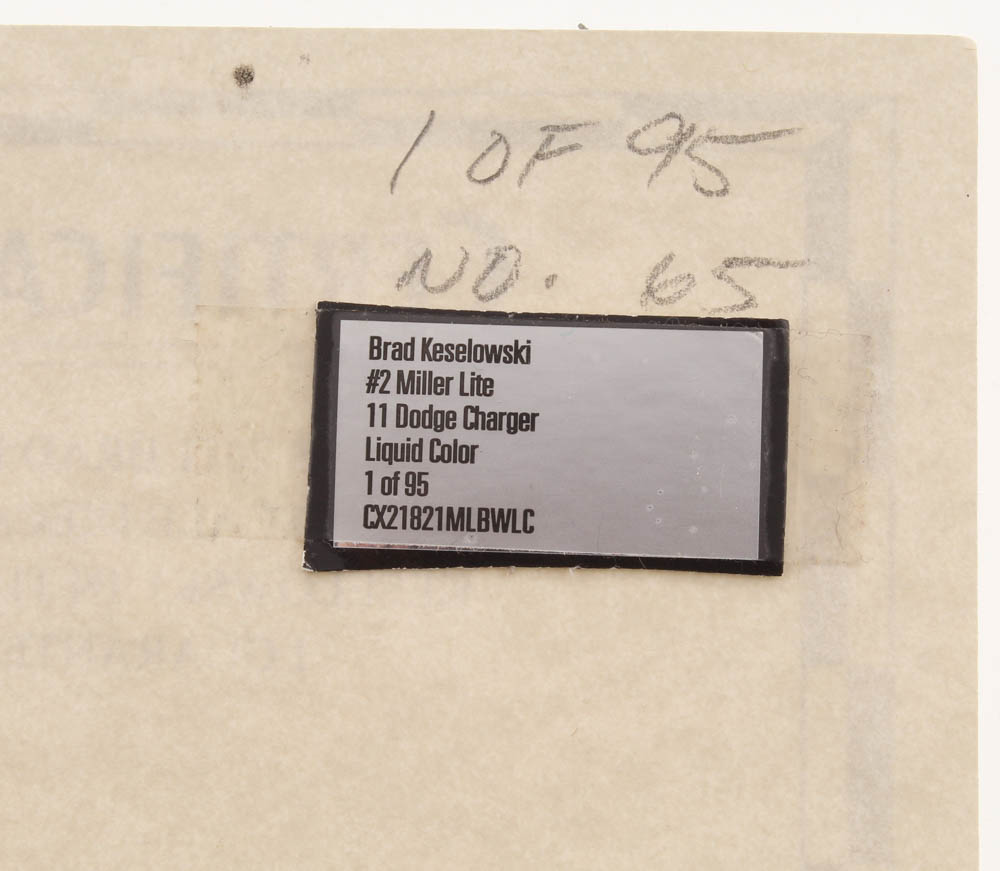 1 OF 95
NO. 65
Brad Keselowski
#2 Miller Lite
11 Dodge Charger
Liquid Color
1 of 95
CX21821MLBWLC